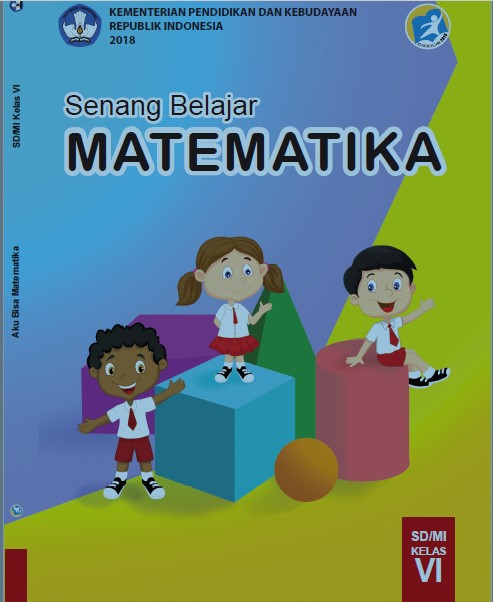 KEMENTERIAN PENDIDIKAN DAN KEBUDAYAAN
REPUBLIK INDONESIA
2018
Senang Belajar
MATEMATIKA
SD/MI Kelas VI
Aku Bisa Matematika
SD/MI
KELAS
VI